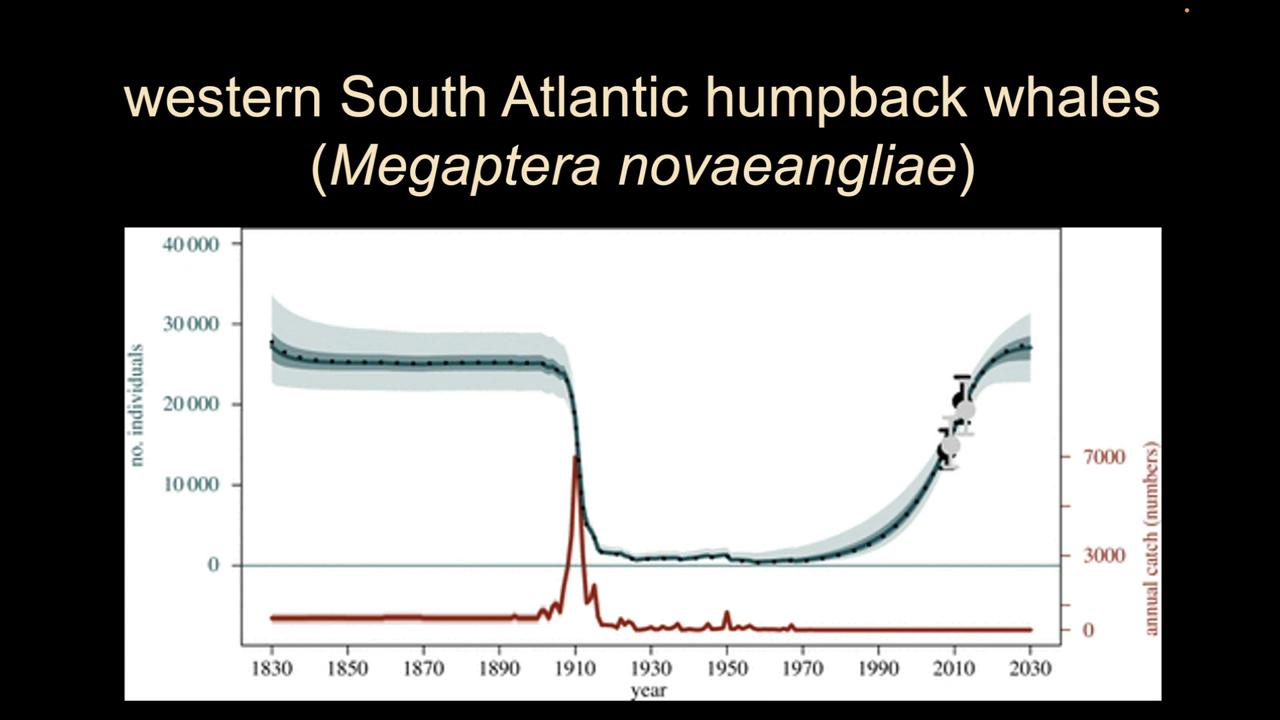 western South Atlantic humpback whales
(Megaptera novaeangliae)
40 000
30 000
20 000
10 000
0
no. individuals
7000
3000
0
annual catch (numbers)
1830 1850 1870 1890 1910 1930 1950 1970 1990 2010 2030
year